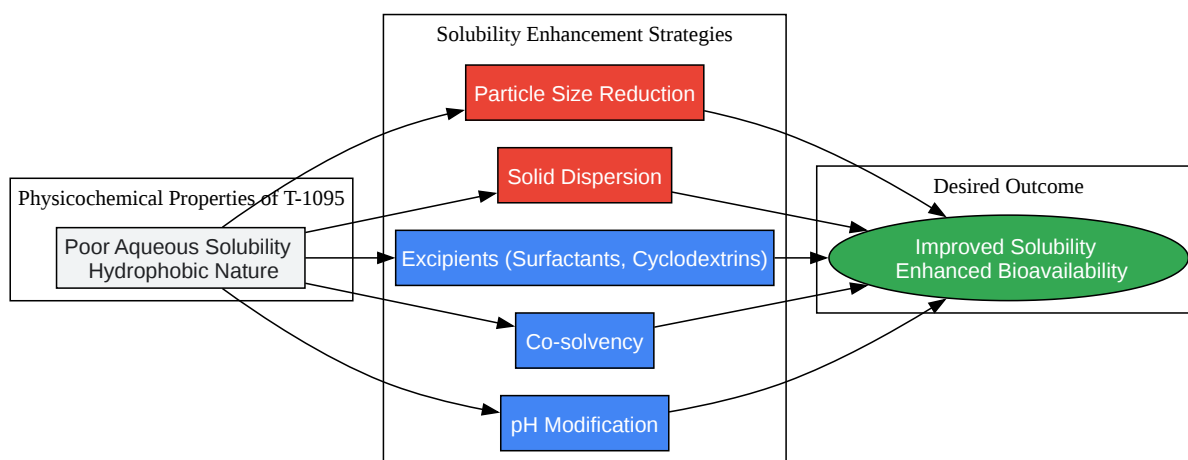 Solubility Enhancement Strategies
Particle Size Reduction
Solid Dispersion
Physicochemical Properties of T-1095
Poor Aqueous Solubility
Hydrophobic Nature
Excipients (Surfactants, Cyclodextrins)
Co-solvency
pH Modification
Desired Outcome
Improved Solubility
Enhanced Bioavailability